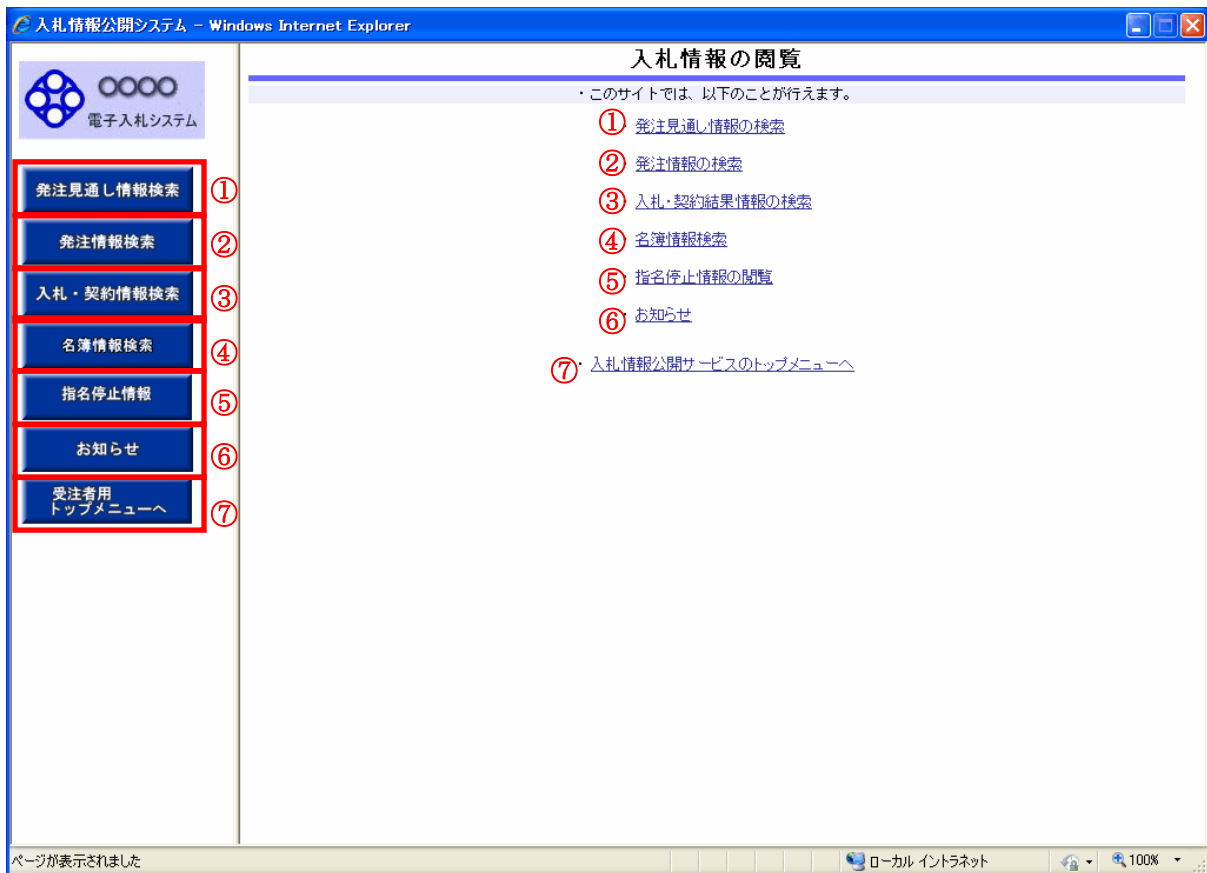 入札情報公開システム - Windows Internet Explorer
○○○○
電子入札システム
発注見通し情報検索 ①
発注情報検索 ②
入札・契約情報検索 ③
名簿情報検索 ④
指名停止情報 ⑤
お知らせ ⑥
受注者用
トップメニューへ ⑦
入札情報の閲覧
・このサイトでは、以下のことが行えます。
① 発注見通し情報の検索
② 発注情報の検索
③ 入札・契約結果情報の検索
④ 名簿情報検索
⑤ 指名停止情報の閲覧
⑥ お知らせ
⑦・入札情報公開サービスのトップメニューへ
ページが表示されました
ローカル イントラネット
100%